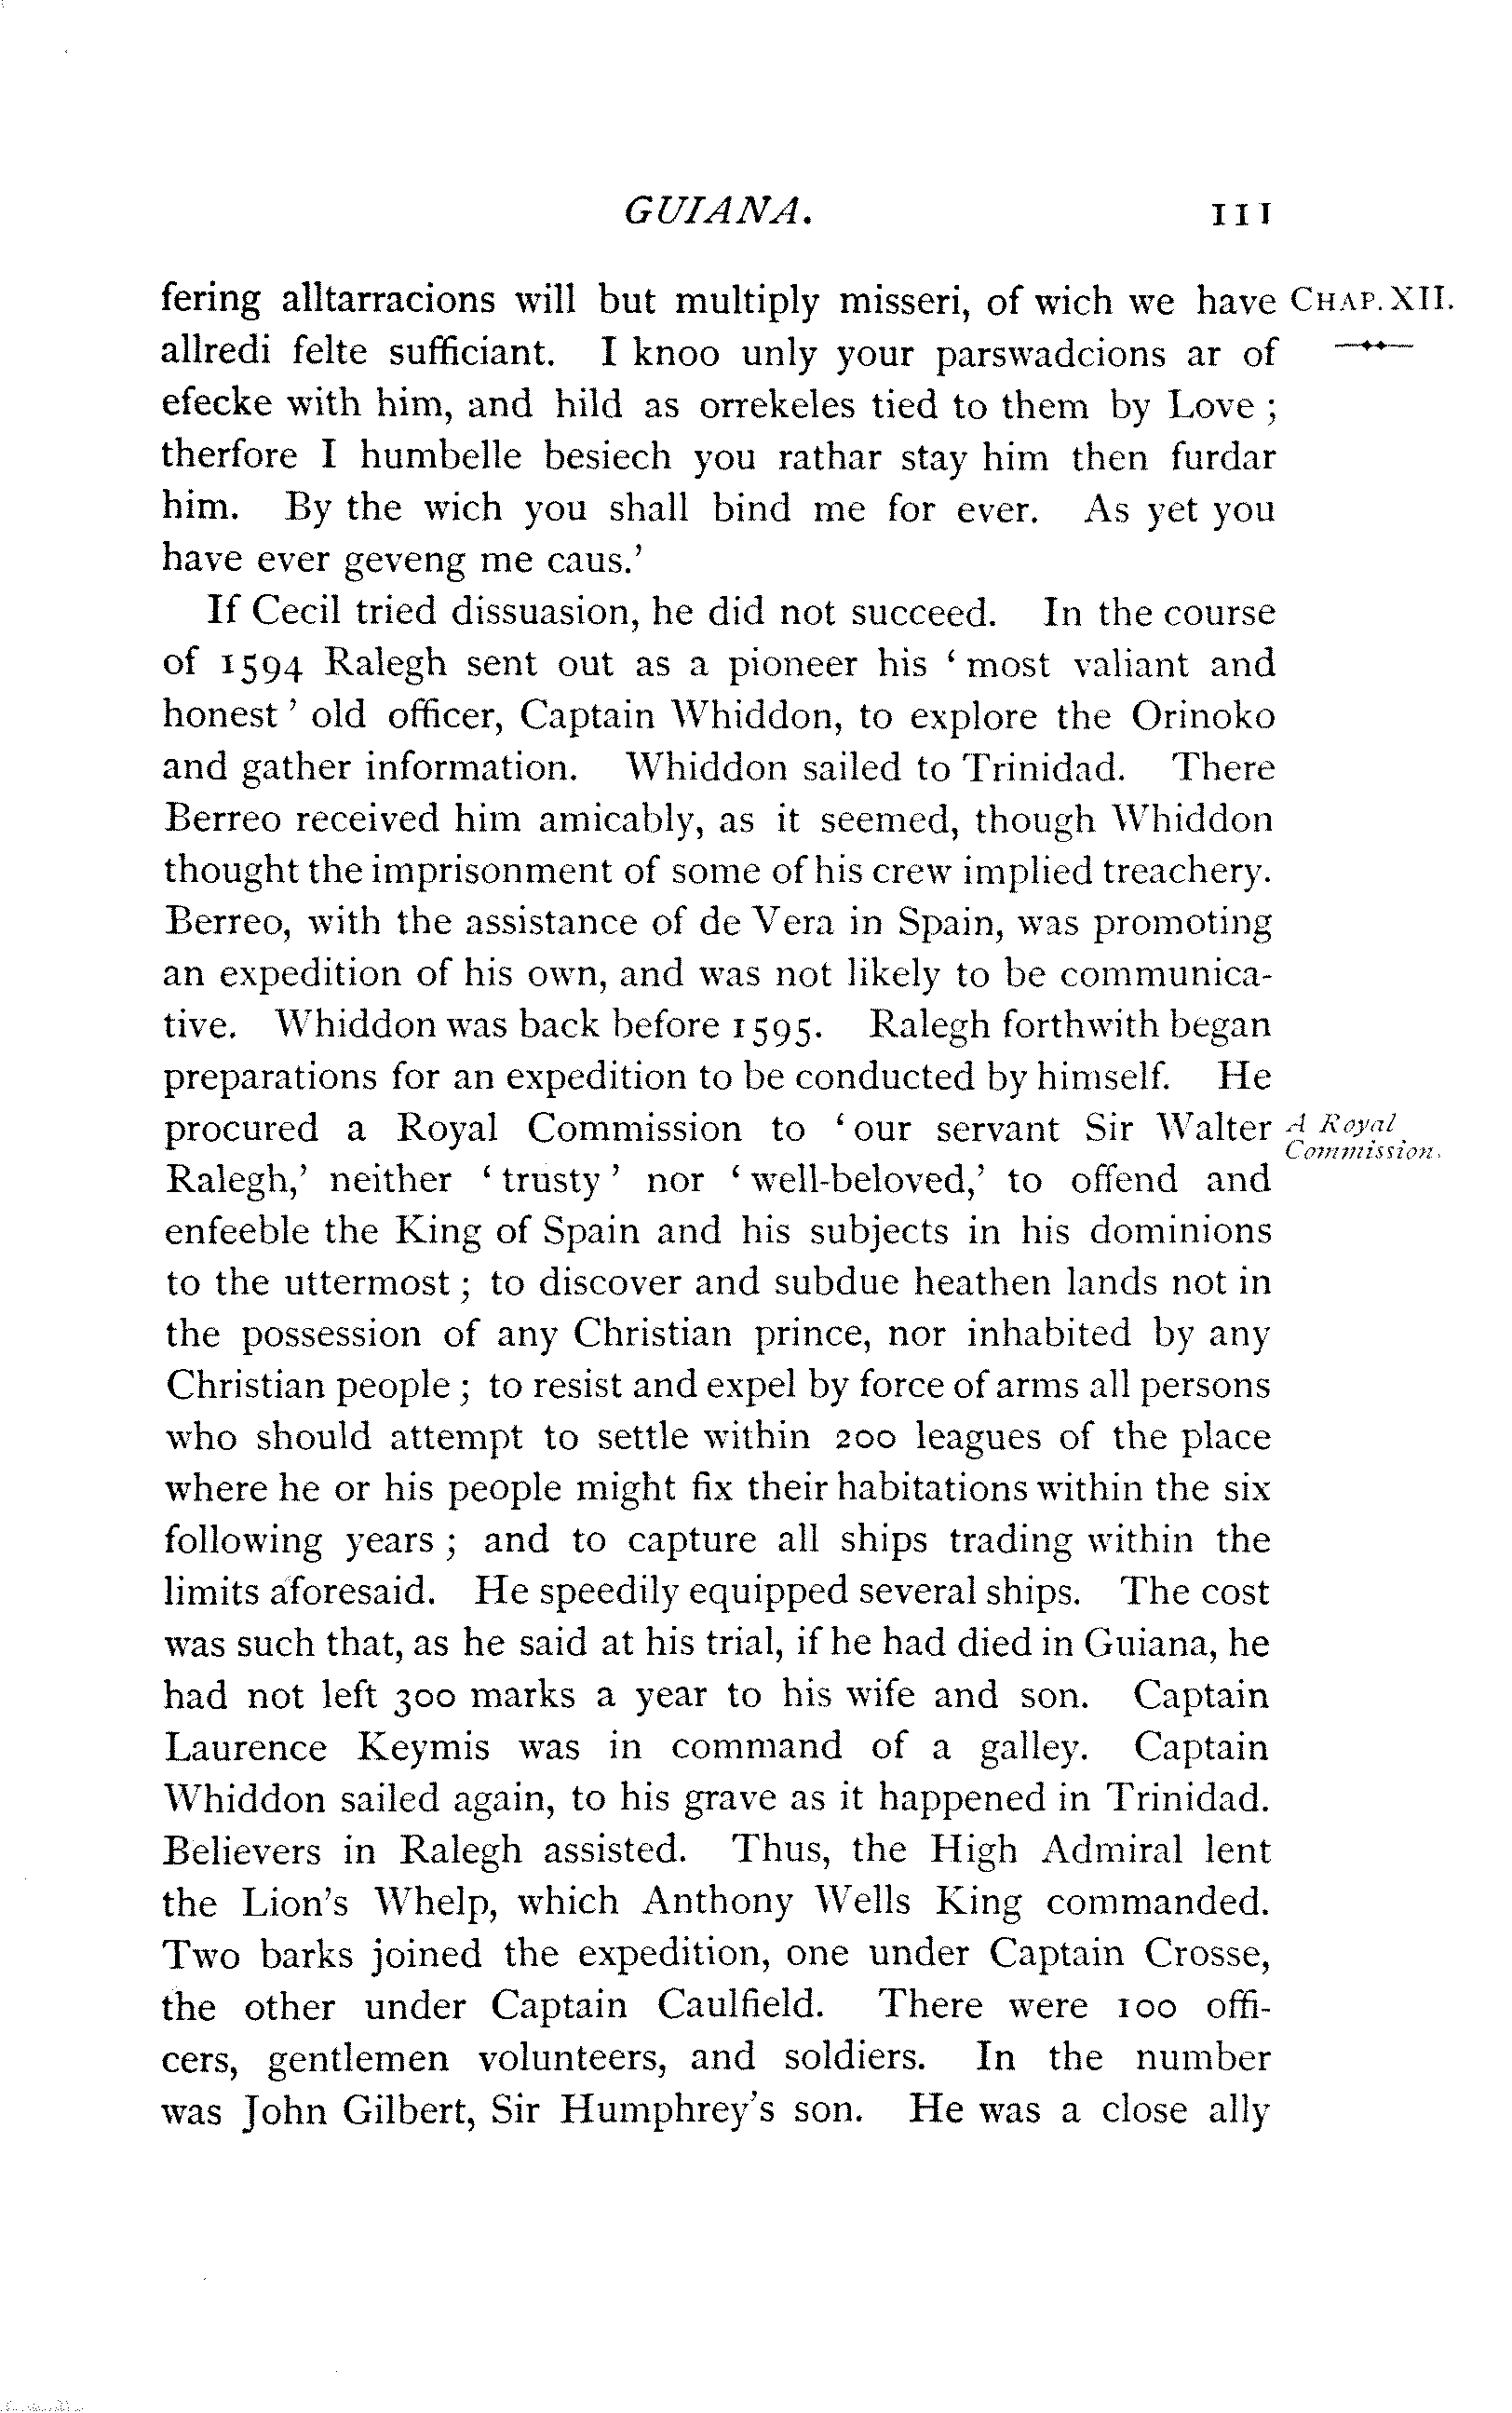 GUIANA. 111
fering alltarracions will but multiply misseri, of wich we have CHAP. XII.
allredi felte sufficiant. I knoo unly your parswadcions ar of
efecke with him, and hild as orrekeles tied to them by Love ;
therfore I humbelle besiech you rathar stay him then furdar
him. By the wich you shall bind me for ever. As yet you
have ever geveng me caus.’
If Cecil tried dissuasion, he did not succeed. In the course
of 1594 Ralegh sent out as a pioneer his ‘ most valiant and
honest ’ old officer, Captain Whiddon, to explore the Orinoko
and gather information. Whiddon sailed to Trinidad. There
Berreo received him amicably, as it seemed, though Whiddon
thought the imprisonment of some of his crew implied treachery.
Berreo, with the assistance of de Vera in Spain, was promoting
an expedition of his own, and was not likely to be communica-
tive. Whiddon was back before 1595. Ralegh forthwith began
preparations for an expedition to be conducted by himself. He
procured a Royal Commission to ‘ our servant Sir Walter A Royal
Commission.
Ralegh,’ neither ‘ trusty ’ nor ‘ well-beloved,’ to offend and
enfeeble the King of Spain and his subjects in his dominions
to the uttermost ; to discover and subdue heathen lands not in
the possession of any Christian prince, nor inhabited by any
Christian people ; to resist and expel by force of arms all persons
who should attempt to settle within 200 leagues of the place
where he or his people might fix their habitations within the six
following years ; and to capture all ships trading within the
limits aforesaid. He speedily equipped several ships. The cost
was such that, as he said at his trial, if he had died in Guiana, he
had not left 300 marks a year to his wife and son. Captain
Laurence Keymis was in command of a galley. Captain
Whiddon sailed again, to his grave as it happened in Trinidad.
Believers in Ralegh assisted. Thus, the High Admiral lent
the Lion’s Whelp, which Anthony Wells King commanded.
Two barks joined the expedition, one under Captain Crosse,
the other under Captain Caulfield. There were 100 offi-
cers, gentlemen volunteers, and soldiers. In the number
was John Gilbert, Sir Humphrey’s son. He was a close ally